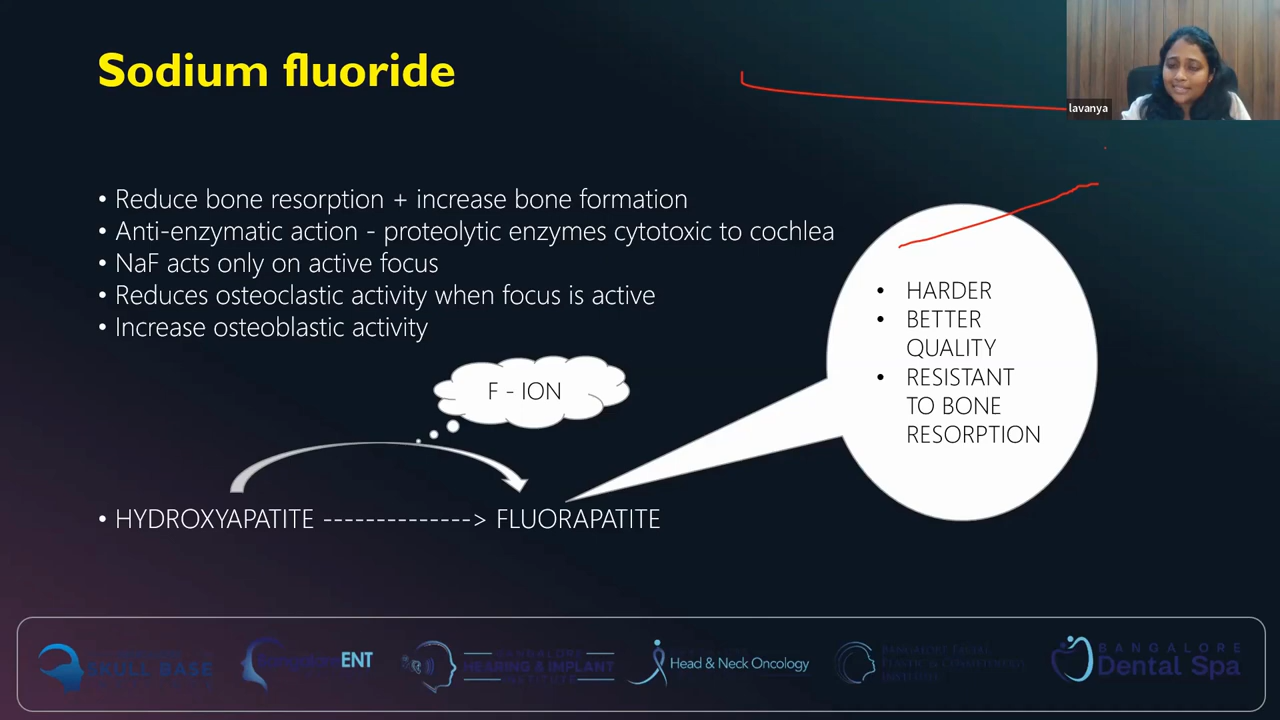 Sodium fluoride
lavanya
• Reduce bone resorption + increase bone formation
• Anti-enzymatic action - proteolytic enzymes cytotoxic to cochlea
• NaF acts only on active focus
• Reduces osteoclastic activity when focus is active
• Increase osteoblastic activity
F - ION
• HARDER
• BETTER
QUALITY
• RESISTANT
TO BONE
RESORPTION
• HYDROXYAPATITE --------------> FLUORAPATITE
SKULL BASE
ENT
BANGALORE
HEARING & IMPLANT
INSTITUTE
Head & Neck Oncology
BANGALORE
Dental Spa